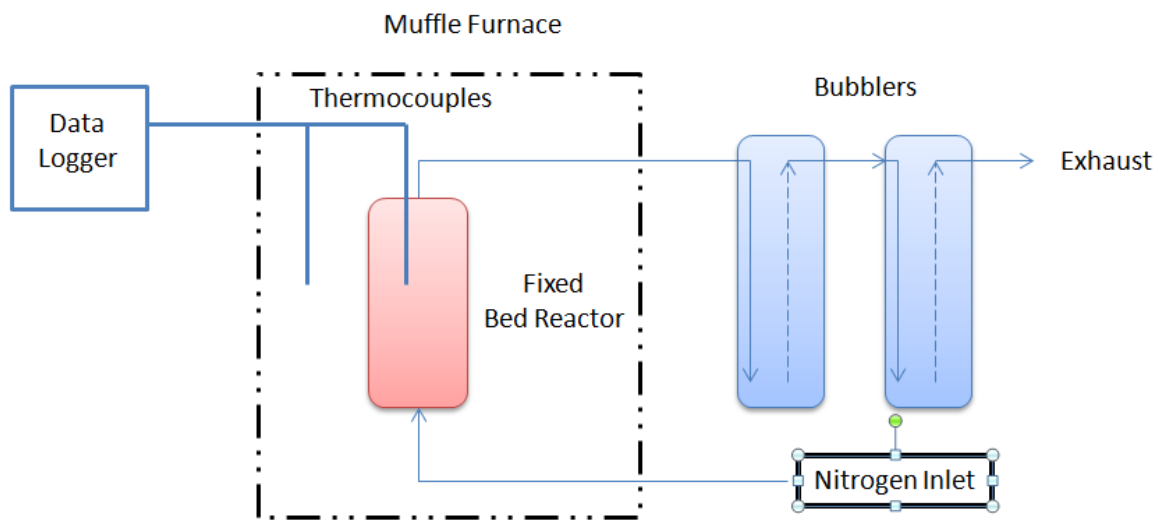 Muffle Furnace
Data
Logger
Thermocouples
Bubblers
Exhaust
Fixed
Bed Reactor
Nitrogen Inlet